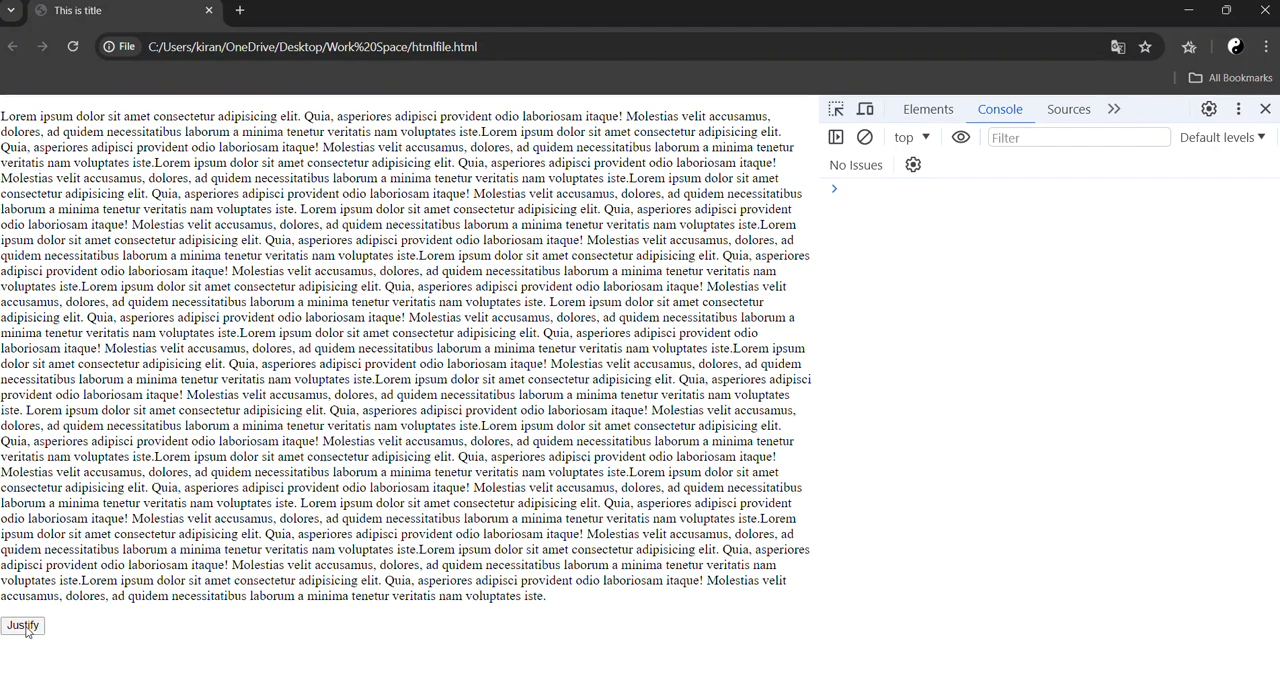 This is title
File C:/Users/kiran/OneDrive/Desktop/Work%20Space/htmlfile.html
All Bookmarks
Lorem ipsum dolor sit amet consectetur adipisicing elit. Quia, asperiores adipisci provident odio laboriosam itaque! Molestias velit accusamus,
dolores, ad quidem necessitatibus laborum a minima tenetur veritatis nam voluptates iste.Lorem ipsum dolor sit amet consectetur adipisicing elit.
Quia, asperiores adipisci provident odio laboriosam itaque! Molestias velit accusamus, dolores, ad quidem necessitatibus laborum a minima tenetur
veritatis nam voluptates iste.Lorem ipsum dolor sit amet consectetur adipisicing elit. Quia, asperiores adipisci provident odio laboriosam itaque!
Molestias velit accusamus, dolores, ad quidem necessitatibus laborum a minima tenetur veritatis nam voluptates iste.Lorem ipsum dolor sit amet
consectetur adipisicing elit. Quia, asperiores adipisci provident odio laboriosam itaque! Molestias velit accusamus, dolores, ad quidem necessitatibus
laborum a minima tenetur veritatis nam voluptates iste. Lorem ipsum dolor sit amet consectetur adipisicing elit. Quia, asperiores adipisci provident
odio laboriosam itaque! Molestias velit accusamus, dolores, ad quidem necessitatibus laborum a minima tenetur veritatis nam voluptates iste.Lorem
ipsum dolor sit amet consectetur adipisicing elit. Quia, asperiores adipisci provident odio laboriosam itaque! Molestias velit accusamus, dolores, ad
quidem necessitatibus laborum a minima tenetur veritatis nam voluptates iste.Lorem ipsum dolor sit amet consectetur adipisicing elit. Quia, asperiores
adipisci provident odio laboriosam itaque! Molestias velit accusamus, dolores, ad quidem necessitatibus laborum a minima tenetur veritatis nam
voluptates iste.Lorem ipsum dolor sit amet consectetur adipisicing elit. Quia, asperiores adipisci provident odio laboriosam itaque! Molestias velit
accusamus, dolores, ad quidem necessitatibus laborum a minima tenetur veritatis nam voluptates iste. Lorem ipsum dolor sit amet consectetur
adipisicing elit. Quia, asperiores adipisci provident odio laboriosam itaque! Molestias velit accusamus, dolores, ad quidem necessitatibus laborum a
minima tenetur veritatis nam voluptates iste.Lorem ipsum dolor sit amet consectetur adipisicing elit. Quia, asperiores adipisci provident odio
laboriosam itaque! Molestias velit accusamus, dolores, ad quidem necessitatibus laborum a minima tenetur veritatis nam voluptates iste.Lorem ipsum
dolor sit amet consectetur adipisicing elit. Quia, asperiores adipisci provident odio laboriosam itaque! Molestias velit accusamus, dolores, ad quidem
necessitatibus laborum a minima tenetur veritatis nam voluptates iste.Lorem ipsum dolor sit amet consectetur adipisicing elit. Quia, asperiores adipisci
provident odio laboriosam itaque! Molestias velit accusamus, dolores, ad quidem necessitatibus laborum a minima tenetur veritatis nam voluptates
iste. Lorem ipsum dolor sit amet consectetur adipisicing elit. Quia, asperiores adipisci provident odio laboriosam itaque! Molestias velit accusamus,
dolores, ad quidem necessitatibus laborum a minima tenetur veritatis nam voluptates iste.Lorem ipsum dolor sit amet consectetur adipisicing elit.
Quia, asperiores adipisci provident odio laboriosam itaque! Molestias velit accusamus, dolores, ad quidem necessitatibus laborum a minima tenetur
veritatis nam voluptates iste.Lorem ipsum dolor sit amet consectetur adipisicing elit. Quia, asperiores adipisci provident odio laboriosam itaque!
Molestias velit accusamus, dolores, ad quidem necessitatibus laborum a minima tenetur veritatis nam voluptates iste.Lorem ipsum dolor sit amet
consectetur adipisicing elit. Quia, asperiores adipisci provident odio laboriosam itaque! Molestias velit accusamus, dolores, ad quidem necessitatibus
laborum a minima tenetur veritatis nam voluptates iste. Lorem ipsum dolor sit amet consectetur adipisicing elit. Quia, asperiores adipisci provident
odio laboriosam itaque! Molestias velit accusamus, dolores, ad quidem necessitatibus laborum a minima tenetur veritatis nam voluptates iste.Lorem
ipsum dolor sit amet consectetur adipisicing elit. Quia, asperiores adipisci provident odio laboriosam itaque! Molestias velit accusamus, dolores, ad
quidem necessitatibus laborum a minima tenetur veritatis nam voluptates iste.Lorem ipsum dolor sit amet consectetur adipisicing elit. Quia, asperiores
adipisci provident odio laboriosam itaque! Molestias velit accusamus, dolores, ad quidem necessitatibus laborum a minima tenetur veritatis nam
voluptates iste.Lorem ipsum dolor sit amet consectetur adipisicing elit. Quia, asperiores adipisci provident odio laboriosam itaque! Molestias velit
accusamus, dolores, ad quidem necessitatibus laborum a minima tenetur veritatis nam voluptates iste.
Justify
Elements Console Sources
top Filter Default levels
No Issues